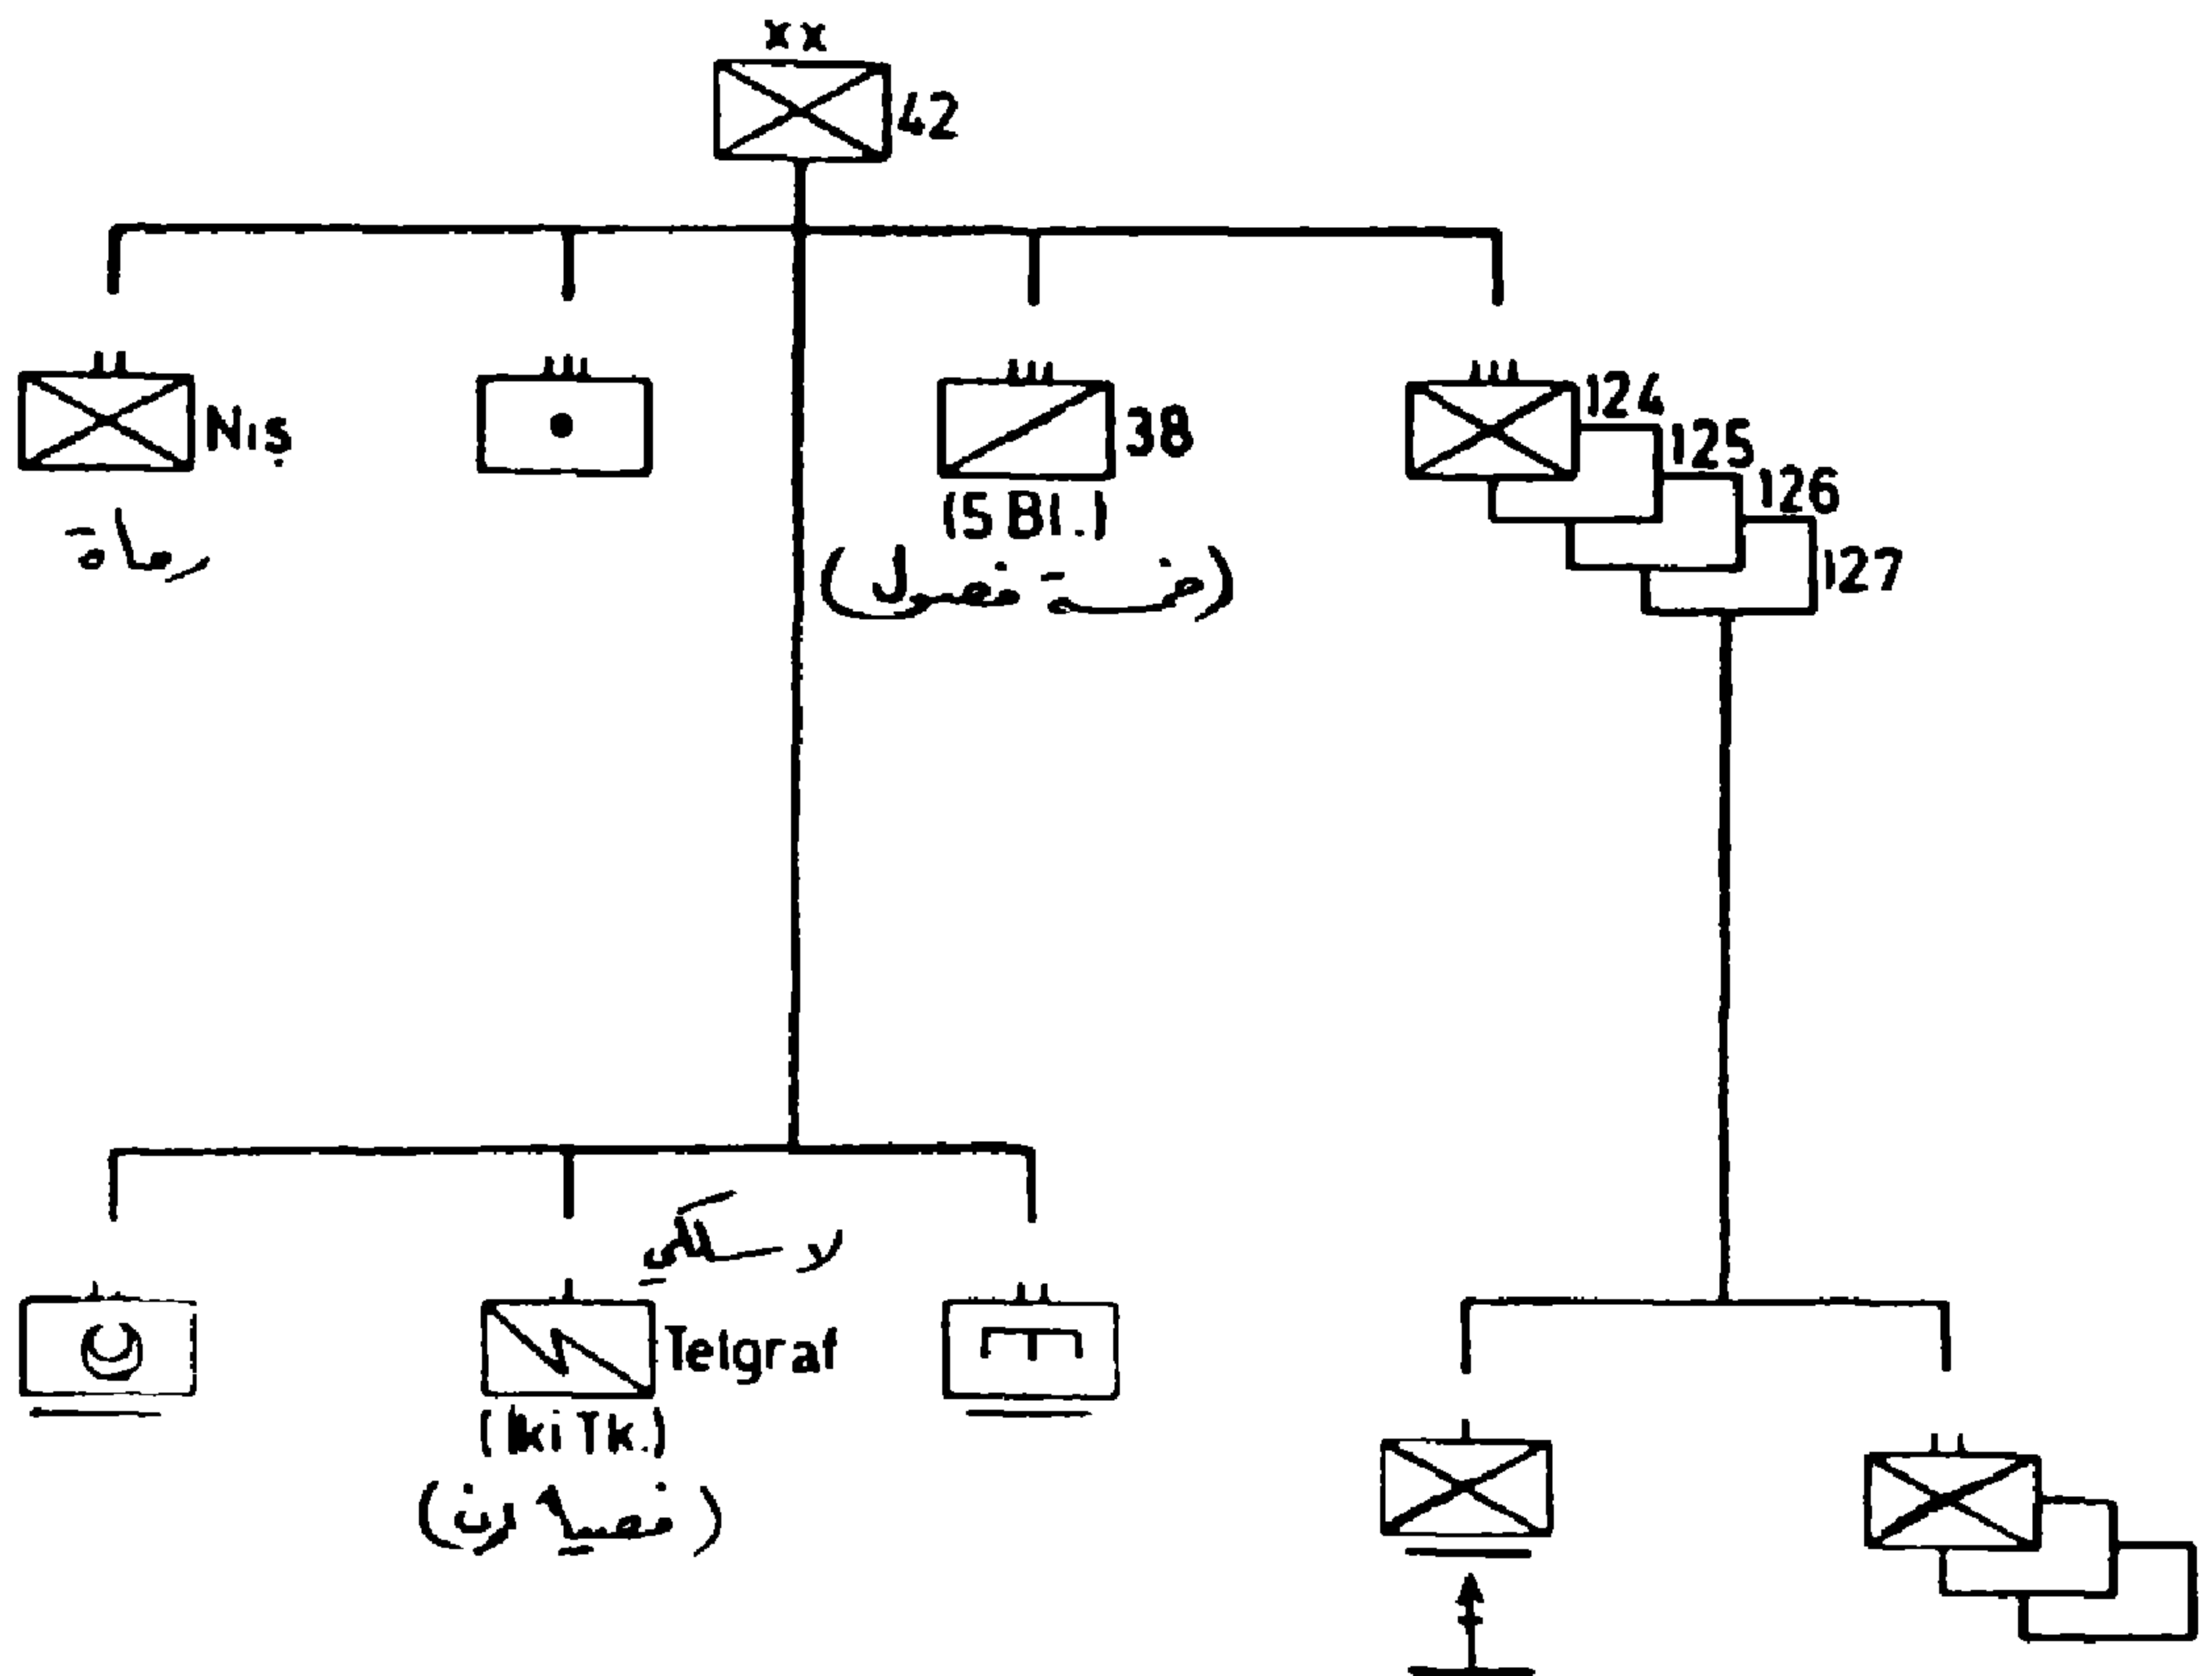 xx
42
Nış
رماة
38
(5 Bl.)
(خمسة فصول)
124
125
126
127
لاسلكي
Telgraf
(İki Tk.)
(فصيلان)